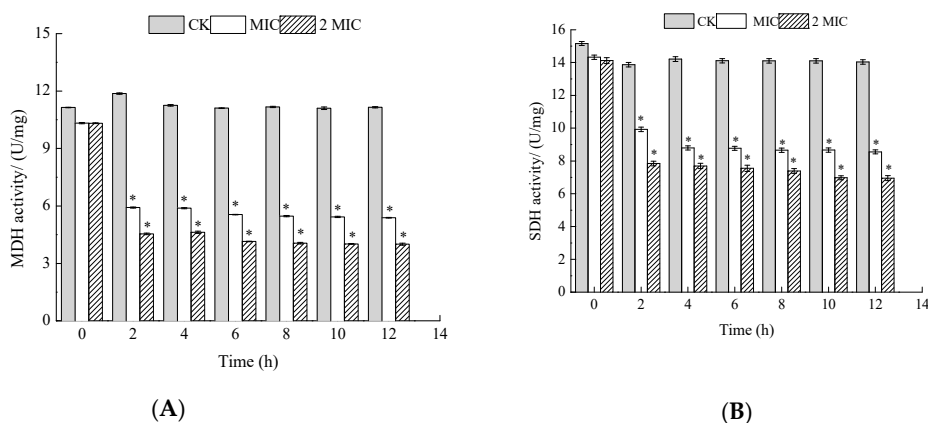 CK MIC 2 MIC
15
12
9
6
3
0
MDH activity/ (U/mg)
* * * * * *
* * * * * *
0 2 4 6 8 10 12 14
Time (h)
(A)
CK MIC 2 MIC
16
14
12
10
8
6
4
2
0
SDH activity/ (U/mg)
* * * * * *
* * * * * *
0 2 4 6 8 10 12 14
Time (h)
(B)